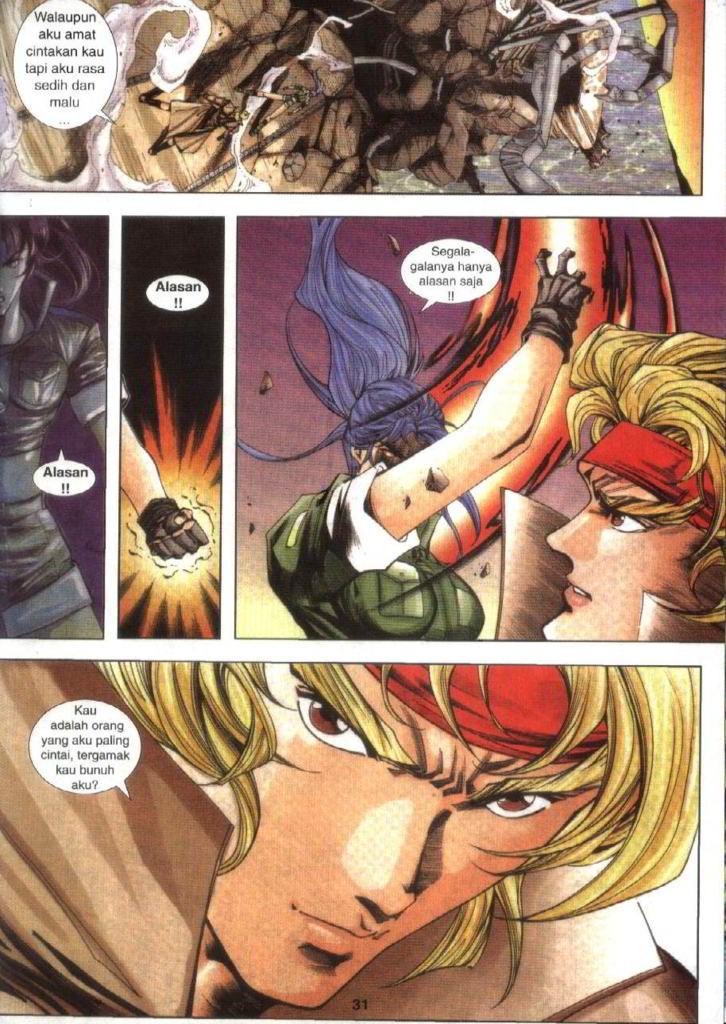 Walaupun
aku amat
cintakan kau
tapi aku rasa
sedih dan
malu
...
Alasan
!!
Alasan
!!
Segala-
galanya hanya
alasan saja
!!
Kau
adalah orang
yang aku paling
cintai, tergamak
kau bunuh
aku?
31